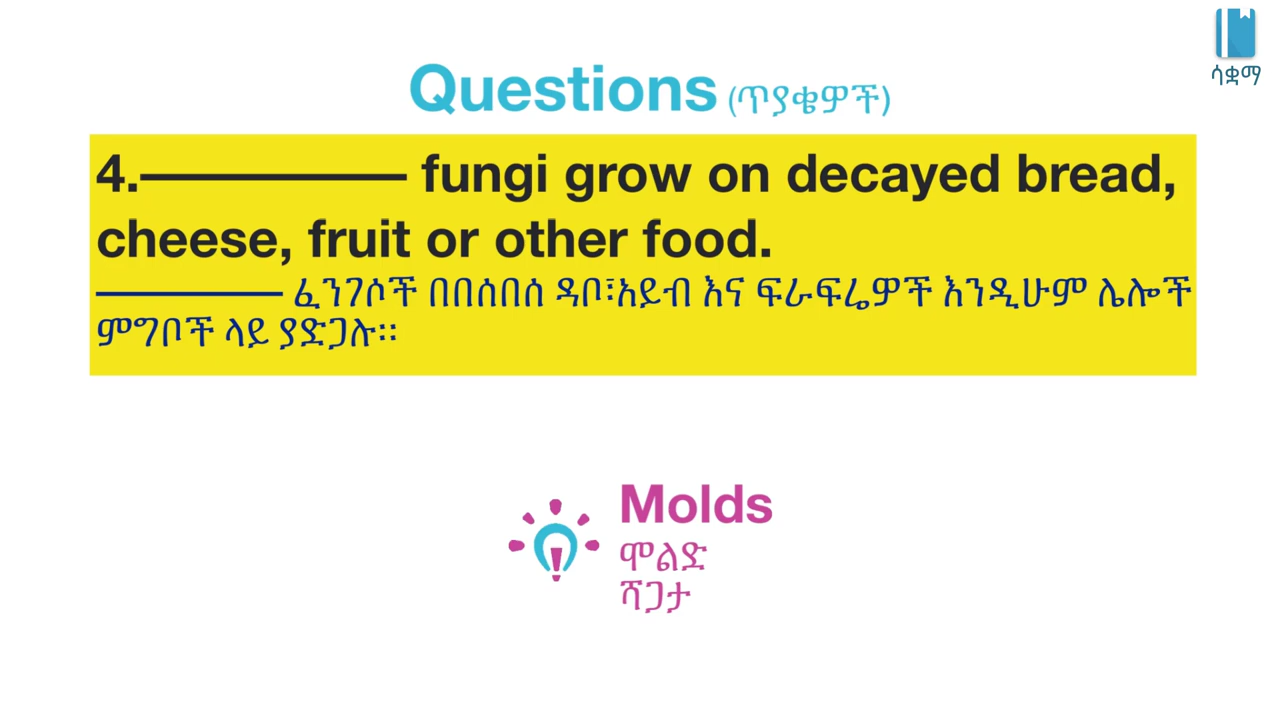 ሳቋማ
Questions (ጥያቄዎች)
4.————— fungi grow on decayed bread,
cheese, fruit or other food.
————— ፈንገሶች በበሰበሰ ዳቦ፣አይብ እና ፍራፍሬዎች እንዲሁም ሌሎች
ምግቦች ላይ ያድጋሉ።
Molds
ሞልድ
ሻጋታ